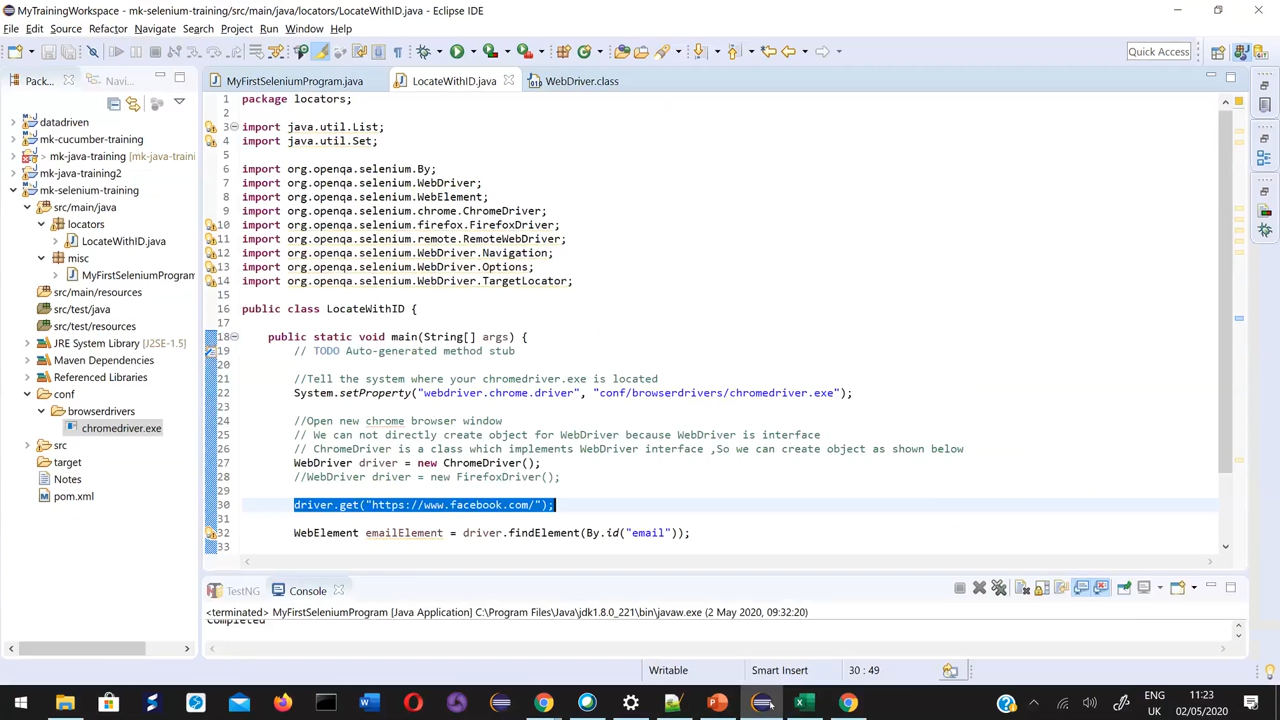 MyTrainingWorkspace - mk-selenium-training/src/main/java/locators/LocateWithID.java - Eclipse IDE
File Edit Source Refactor Navigate Search Project Run Window Help
Quick Access
Pack... Navi...
MyFirstSeleniumProgram.java LocateWithID.java WebDriver.class
datadriven
mk-cucumber-training
> mk-java-training [mk-java-traini
mk-java-training2
mk-selenium-training
src/main/java
locators
LocateWithID.java
misc
MyFirstSeleniumProgram
src/main/resources
src/test/java
src/test/resources
JRE System Library [J2SE-1.5]
Maven Dependencies
Referenced Libraries
conf
browserdrivers
chromedriver.exe
src
target
Notes
pom.xml
1 package locators;
2
3 import java.util.List;
4 import java.util.Set;
5
6 import org.openqa.selenium.By;
7 import org.openqa.selenium.WebDriver;
8 import org.openqa.selenium.WebElement;
9 import org.openqa.selenium.chrome.ChromeDriver;
10 import org.openqa.selenium.firefox.FirefoxDriver;
11 import org.openqa.selenium.remote.RemoteWebDriver;
12 import org.openqa.selenium.WebDriver.Navigation;
13 import org.openqa.selenium.WebDriver.Options;
14 import org.openqa.selenium.WebDriver.TargetLocator;
15
16 public class LocateWithID {
17
18 public static void main(String[] args) {
19 // TODO Auto-generated method stub
20
21 //Tell the system where your chromedriver.exe is located
22 System.setProperty("webdriver.chrome.driver", "conf/browserdrivers/chromedriver.exe");
23
24 //Open new chrome browser window
25 // We can not directly create object for WebDriver because WebDriver is interface
26 // ChromeDriver is a class which implements WebDriver interface ,So we can create object as shown below
27 WebDriver driver = new ChromeDriver();
28 //WebDriver driver = new FirefoxDriver();
29
30 driver.get("https://www.facebook.com/");
31
32 WebElement emailElement = driver.findElement(By.id("email"));
33
TestNG Console
<terminated> MyFirstSeleniumProgram [Java Application] C:\Program Files\Java\jdk1.8.0_221\bin\javaw.exe (2 May 2020, 09:32:20)
Completed
Writable Smart Insert 30 : 49
ENG 11:23
UK 02/05/2020